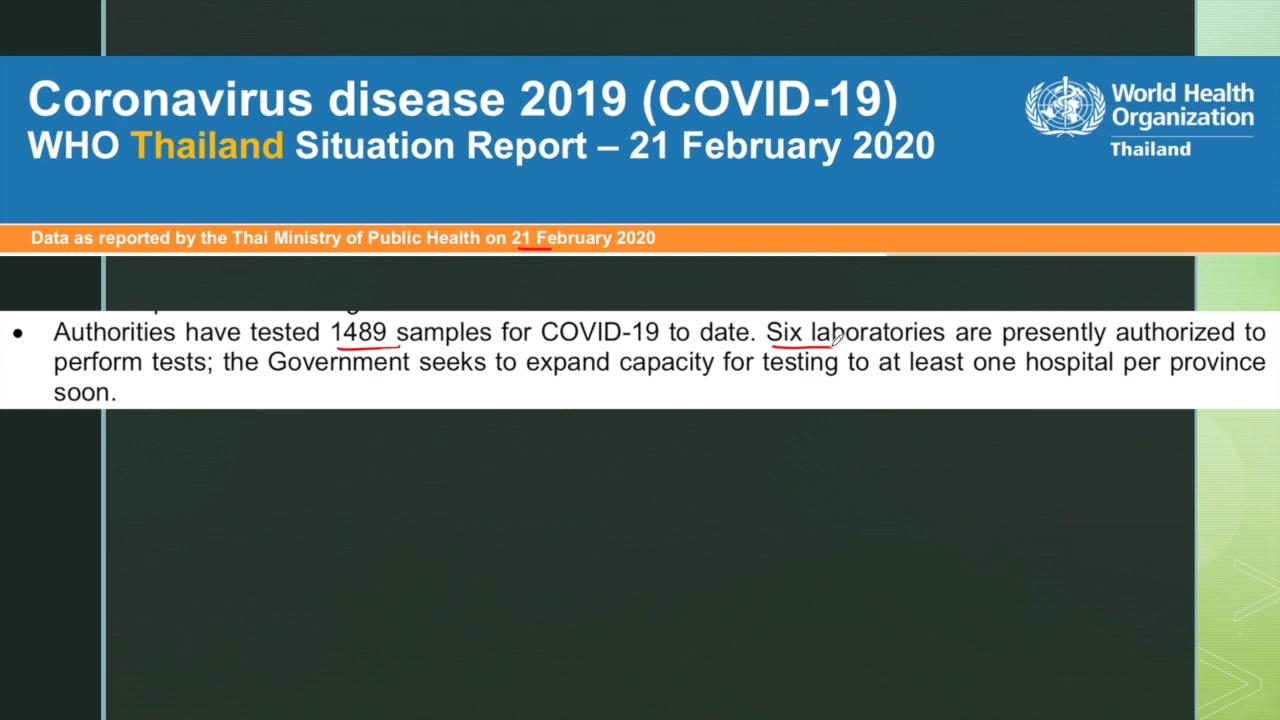 Coronavirus disease 2019 (COVID-19)
WHO Thailand Situation Report – 21 February 2020
World Health
Organization
Thailand
Data as reported by the Thai Ministry of Public Health on 21 February 2020
• Authorities have tested 1489 samples for COVID-19 to date. Six laboratories are presently authorized to
perform tests; the Government seeks to expand capacity for testing to at least one hospital per province
soon.